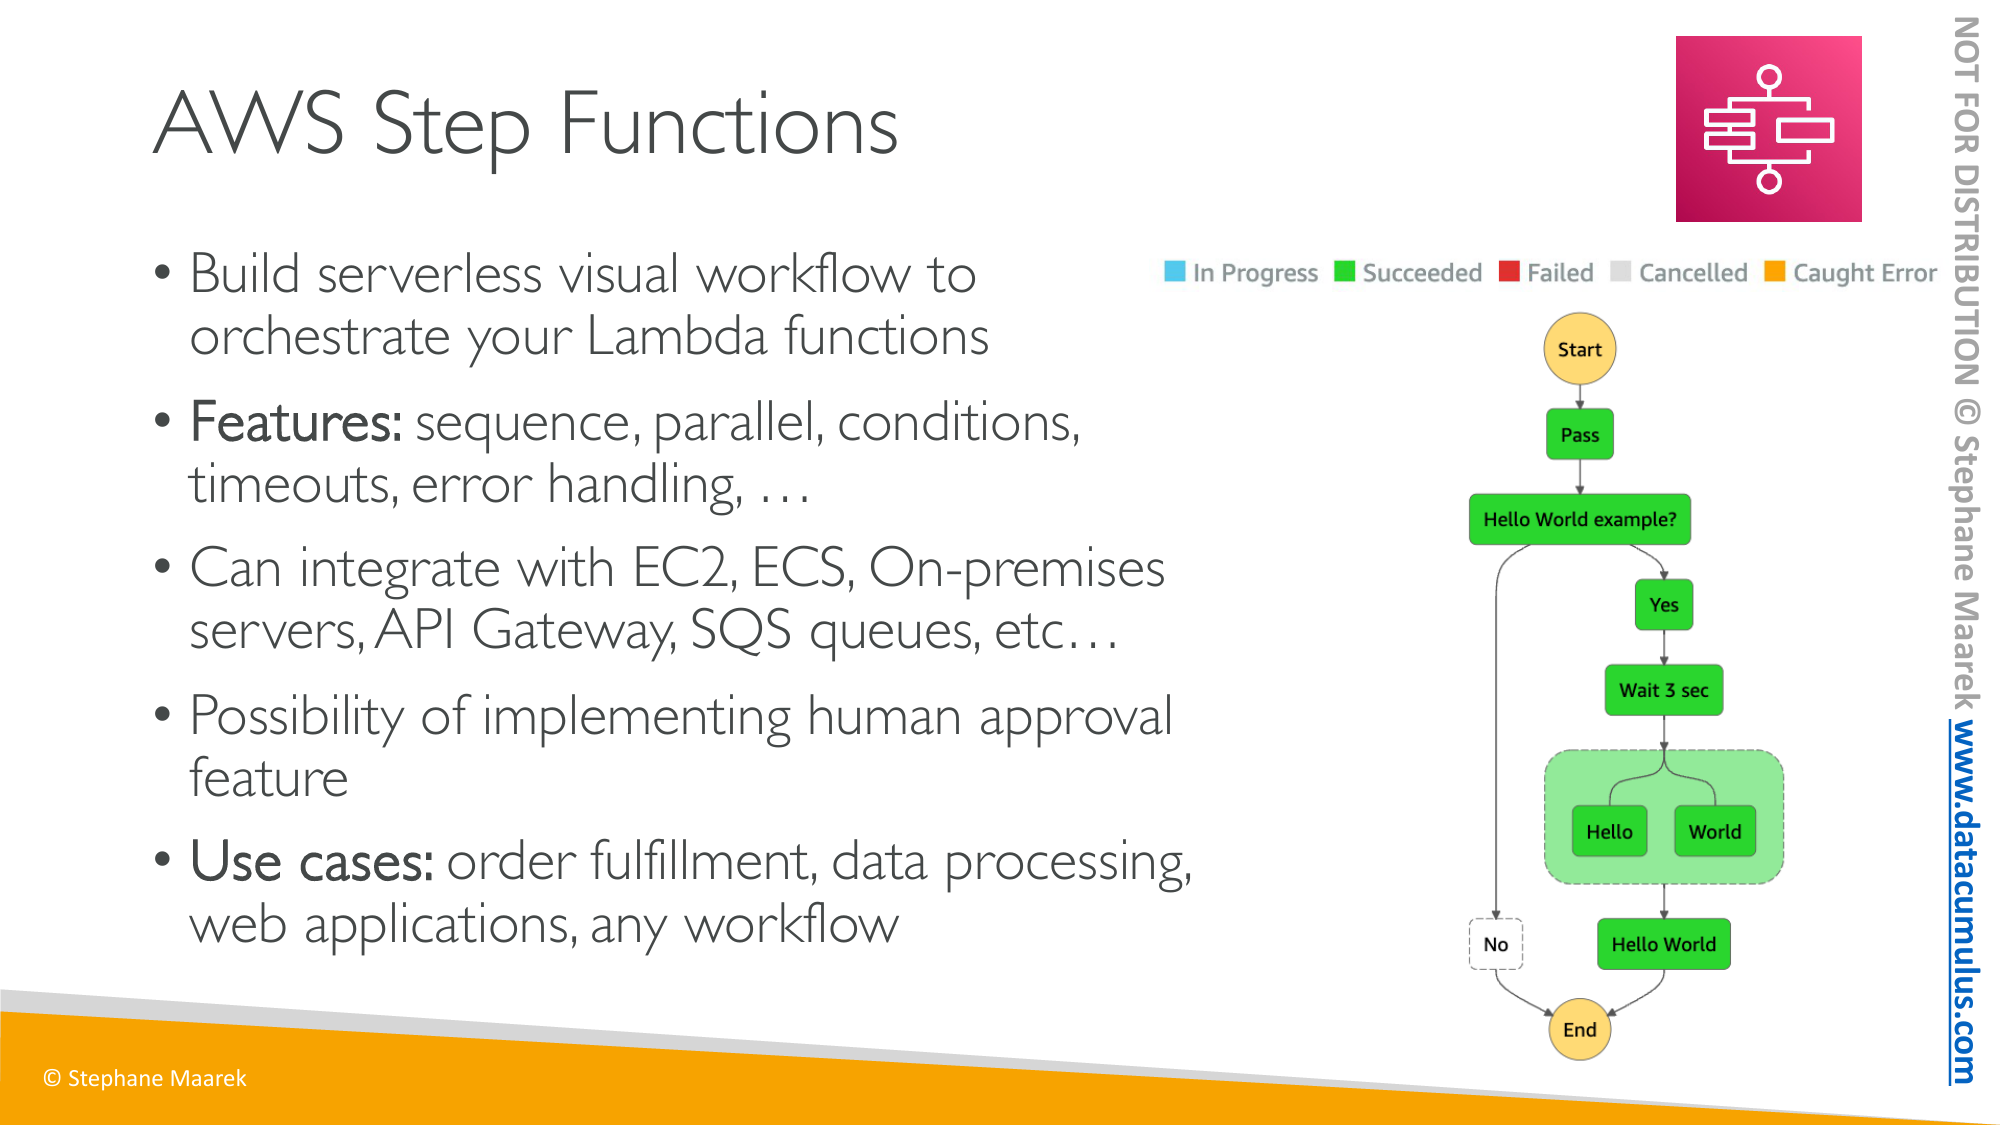 AWS Step Functions
• Build serverless visual workflow to
orchestrate your Lambda functions
• Features: sequence, parallel, conditions,
timeouts, error handling, …
• Can integrate with EC2, ECS, On-premises
servers, API Gateway, SQS queues, etc…
• Possibility of implementing human approval
feature
• Use cases: order fulfillment, data processing,
web applications, any workflow
In Progress Succeeded Failed Cancelled Caught Error
Start
Pass
Hello World example?
Yes
Wait 3 sec
Hello World
No Hello World
End
© Stephane Maarek
NOT FOR DISTRIBUTION © Stephane Maarek www.datacumulus.com